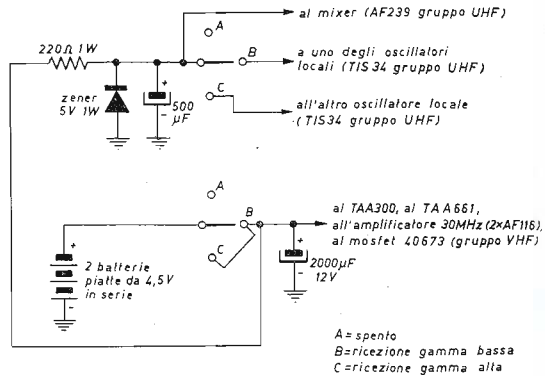 al mixer (AF239 gruppo UHF)
A
220Ω 1W
B
a uno degli oscillatori
locali (TIS34 gruppo UHF)
zener
5V 1W
+
-
500
μF
C
all'altro oscillatore locale
(TIS34 gruppo UHF)
A
B
al TAA300, al TAA661,
all'amplificatore 30MHz (2×AF116),
al mosfet 40673 (gruppo VHF)
C
+
-
2000μF
12V
+
-
2 batterie
piatte da 4,5V
in serie
A=spento
B=ricezione gamma bassa
C=ricezione gamma alta